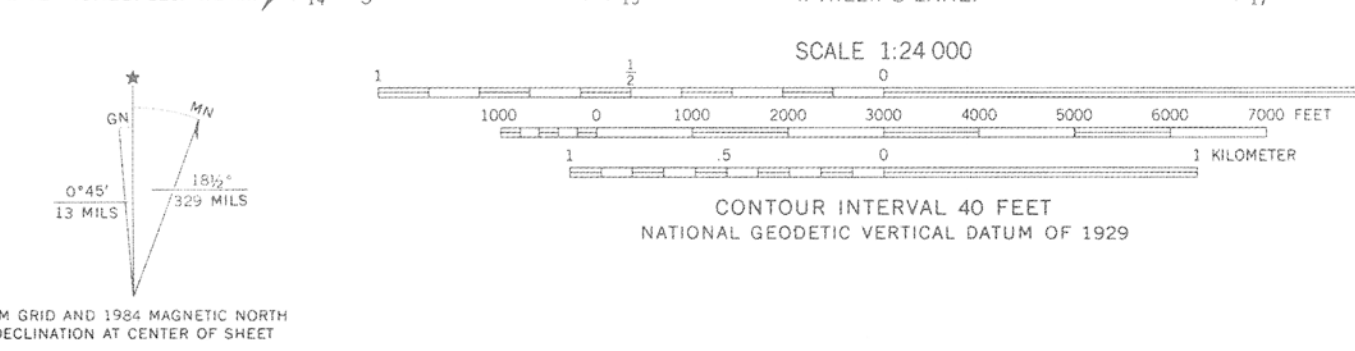 SCALE 1:24 000
1 1/2 0
1000 0 1000 2000 3000 4000 5000 6000 7000 FEET
1 .5 0 1 KILOMETER
CONTOUR INTERVAL 40 FEET
NATIONAL GEODETIC VERTICAL DATUM OF 1929
GN
MN
0°45'
13 MILS
18½°
329 MILS
GRID AND 1984 MAGNETIC NORTH
DECLINATION AT CENTER OF SHEET